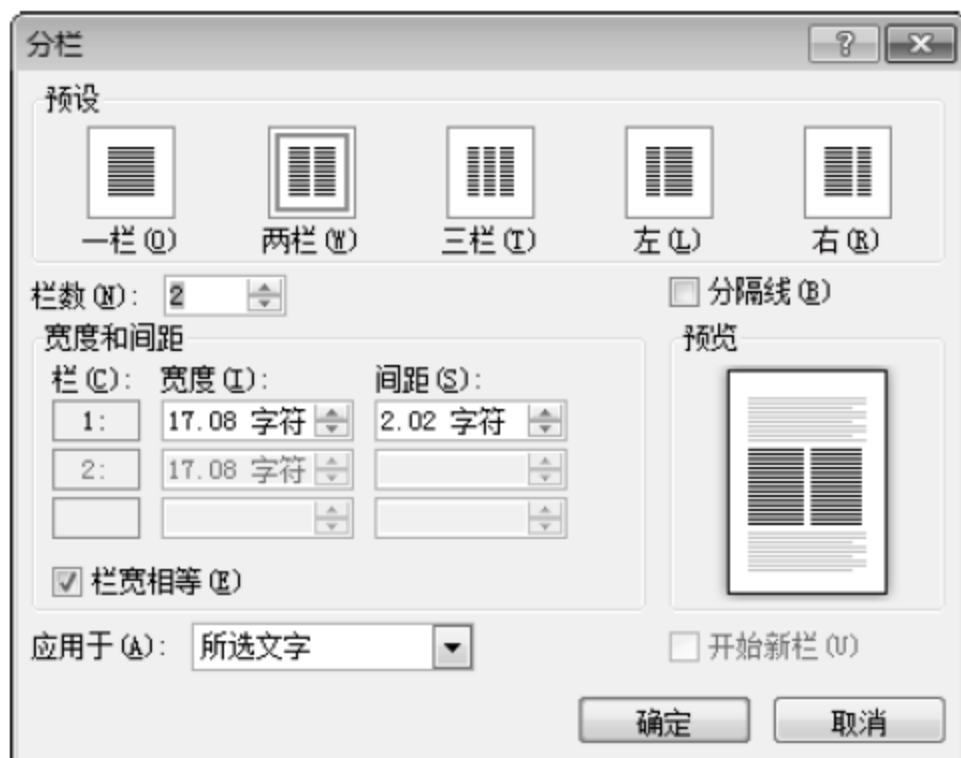 分栏
预设
一栏(O) 两栏(W) 三栏(T) 左(L) 右(R)
栏数(N): 2 分隔线(B)
宽度和间距 预览
栏(C): 宽度(I): 间距(S):
1: 17.08 字符 2.02 字符
2: 17.08 字符
栏宽相等(E)
应用于(A): 所选文字 开始新栏(U)
确定 取消